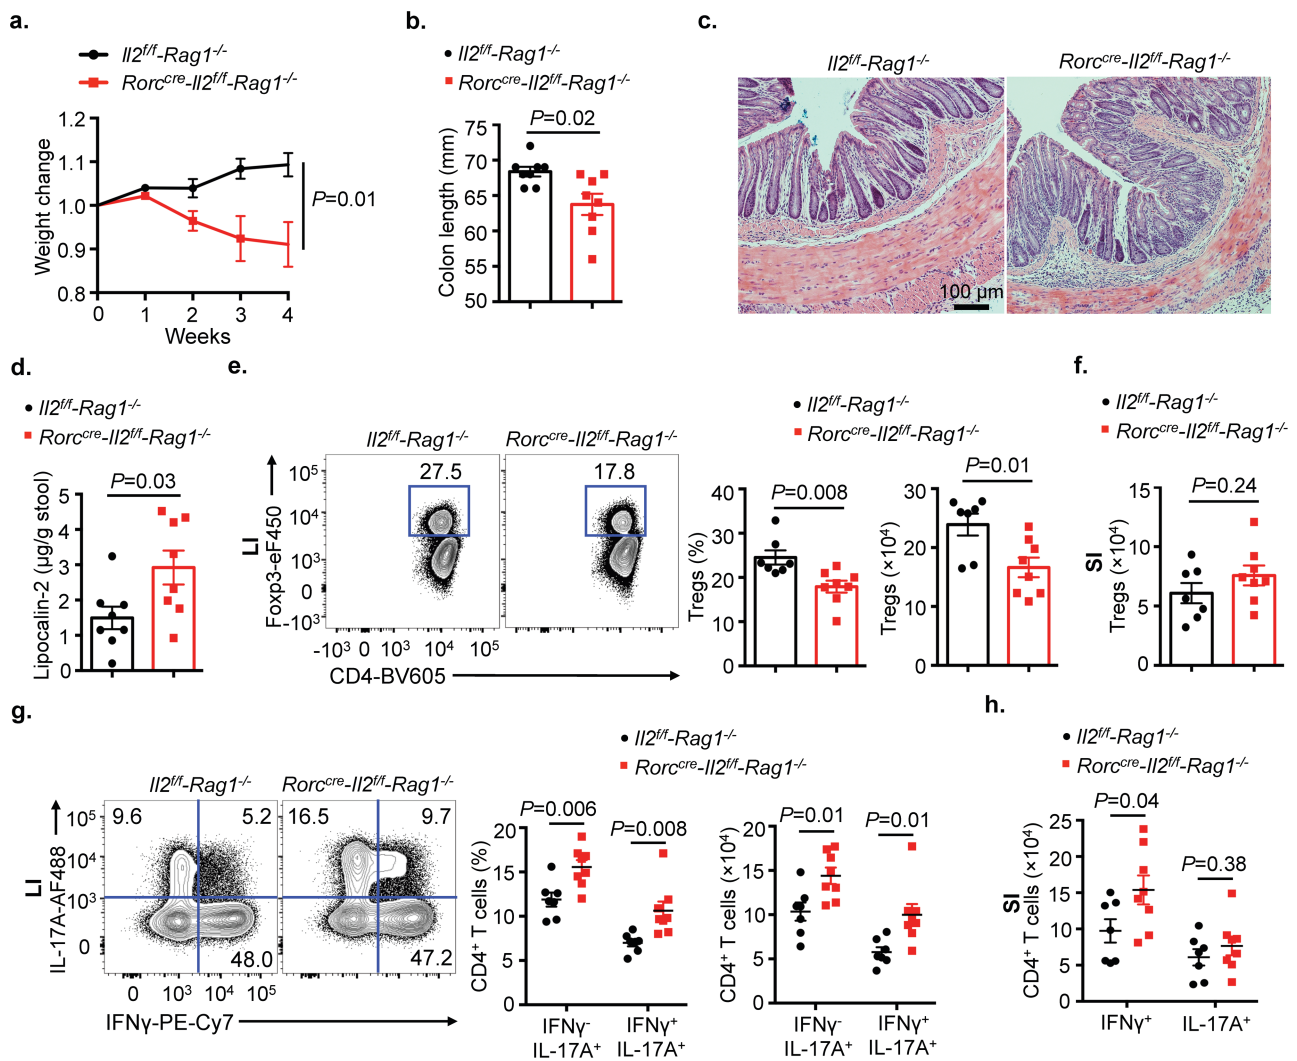 a.
Il2f/f-Rag1-/-
Rorccre-Il2f/f-Rag1-/-
Weight change
1.2
1.1
1.0
0.9
0.8
0 1 2 3 4
Weeks
P=0.01
b.
Il2f/f-Rag1-/-
Rorccre-Il2f/f-Rag1-/-
P=0.02
Colon length (mm)
75
70
65
60
55
50
c.
Il2f/f-Rag1-/- Rorccre-Il2f/f-Rag1-/-
100 µm
d.
Il2f/f-Rag1-/-
Rorccre-Il2f/f-Rag1-/-
P=0.03
Lipocalin-2 (µg/g stool)
5
4
3
2
1
0
e.
Il2f/f-Rag1-/- Rorccre-Il2f/f-Rag1-/-
27.5 17.8
LI
Foxp3-eF450
10⁵
10⁴
10³
0
-10³
-10³ 0 10³ 10⁴ 10⁵
CD4-BV605
Il2f/f-Rag1-/-
Rorccre-Il2f/f-Rag1-/-
P=0.008
Tregs (%)
40
30
20
10
0
P=0.01
Tregs (×10⁴)
30
20
10
0
f.
Il2f/f-Rag1-/-
Rorccre-Il2f/f-Rag1-/-
P=0.24
SI
Tregs (×10⁴)
15
10
5
0
g.
Il2f/f-Rag1-/- Rorccre-Il2f/f-Rag1-/-
9.6 5.2 16.5 9.7
48.0 47.2
LI
IL-17A-AF488
10⁵
10⁴
10³
0
0 10³ 10⁴ 10⁵
IFNγ-PE-Cy7
Il2f/f-Rag1-/-
Rorccre-Il2f/f-Rag1-/-
P=0.006
P=0.008
CD4⁺ T cells (%)
20
15
10
5
0
IFNγ⁻ IFNγ⁺
IL-17A⁺ IL-17A⁺
P=0.01 P=0.01
CD4⁺ T cells (×10⁴)
20
15
10
5
0
IFNγ⁻ IFNγ⁺
IL-17A⁺ IL-17A⁺
h.
Il2f/f-Rag1-/-
Rorccre-Il2f/f-Rag1-/-
P=0.04
P=0.38
SI
CD4⁺ T cells (×10⁴)
25
20
15
10
5
0
IFNγ⁺ IL-17A⁺